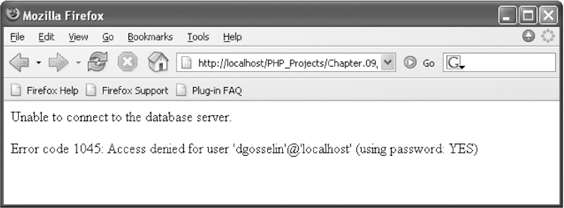 Mozilla Firefox
File Edit View Go Bookmarks Tools Help
http://localhost/PHP_Projects/Chapter.09, Go G
Firefox Help Firefox Support Plug-in FAQ
Unable to connect to the database server.
Error code 1045: Access denied for user 'dgosselin'@'localhost' (using password: YES)